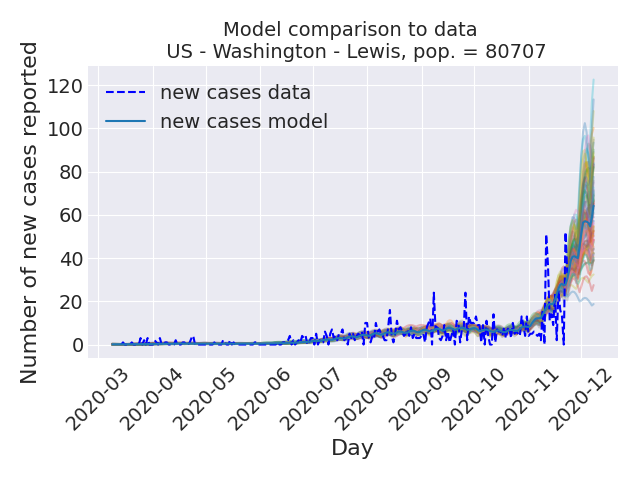 Model comparison to data
US - Washington - Lewis, pop. = 80707
Number of new cases reported
120
100
80
60
40
20
0
new cases data
new cases model
2020-03
2020-04
2020-05
2020-06
2020-07
2020-08
2020-09
2020-10
2020-11
2020-12
Day